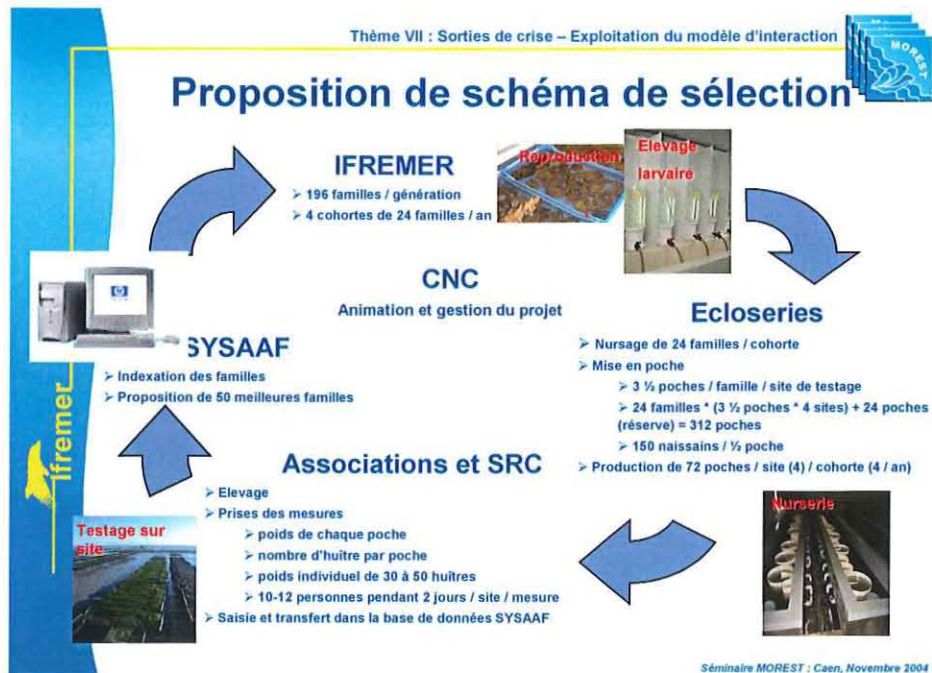 Thème VII : Sorties de crise – Exploitation du modèle d'interaction
MOREST
Proposition de schéma de sélection
IFREMER
➢ 196 familles / génération
➢ 4 cohortes de 24 familles / an
Reproduction
Elevage
larvaire
CNC
Animation et gestion du projet
Ecloseries
➢ Nursage de 24 familles / cohorte
➢ Mise en poche
➢ 3 ½ poches / famille / site de testage
➢ 24 familles * (3 ½ poches * 4 sites) + 24 poches
(réserve) = 312 poches
➢ 150 naissains / ½ poche
➢ Production de 72 poches / site (4) / cohorte (4 / an)
Nurserie
Associations et SRC
➢ Elevage
➢ Prises des mesures
➢ poids de chaque poche
➢ nombre d'huître par poche
➢ poids individuel de 30 à 50 huîtres
➢ 10-12 personnes pendant 2 jours / site / mesure
➢ Saisie et transfert dans la base de données SYSAAF
Testage sur
site
hp
SYSAAF
➢ Indexation des familles
➢ Proposition de 50 meilleures familles
Ifremer
Séminaire MOREST : Caen, Novembre 2004